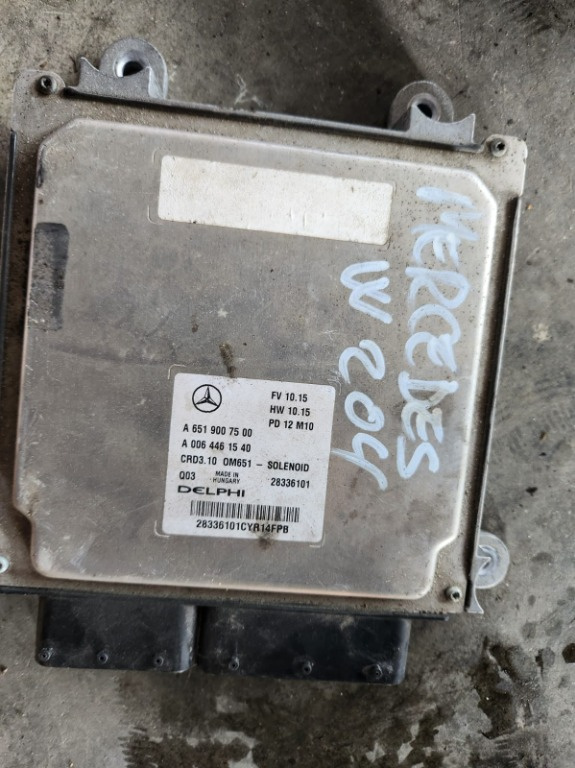 MERCEDES
W 204
FV 10.15
HW 10.15
PD 12 M10
A 651 900 75 00
A 006 446 15 40
CRD3.10 OM651 - SOLENOID
Q03 MADE IN HUNGARY 28336101
DELPHI
28336101CYR14FPB